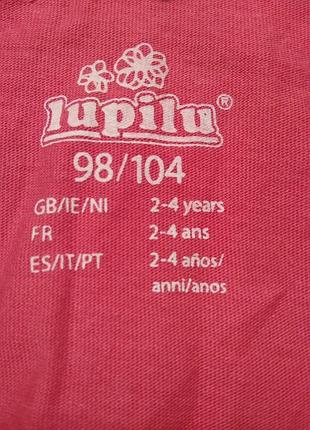 lupilu®
98/104
GB/IE/NI 2-4 years
FR 2-4 ans
ES/IT/PT 2-4 años/
anni/anos